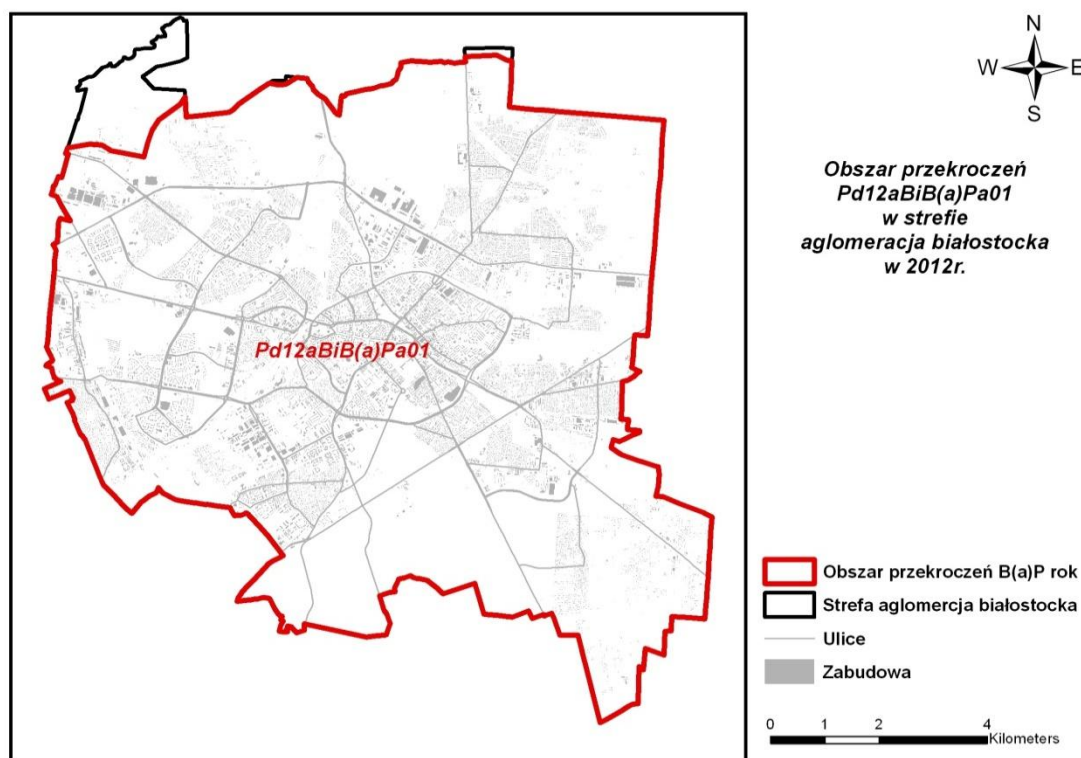 N
W E
S
Obszar przekroczeń
Pd12aBiB(a)Pa01
w strefie
aglomeracja białostocka
w 2012r.
Pd12aBiB(a)Pa01
Obszar przekroczeń B(a)P rok
Strefa aglomercja białostocka
Ulice
Zabudowa
0 1 2 4
Kilometers